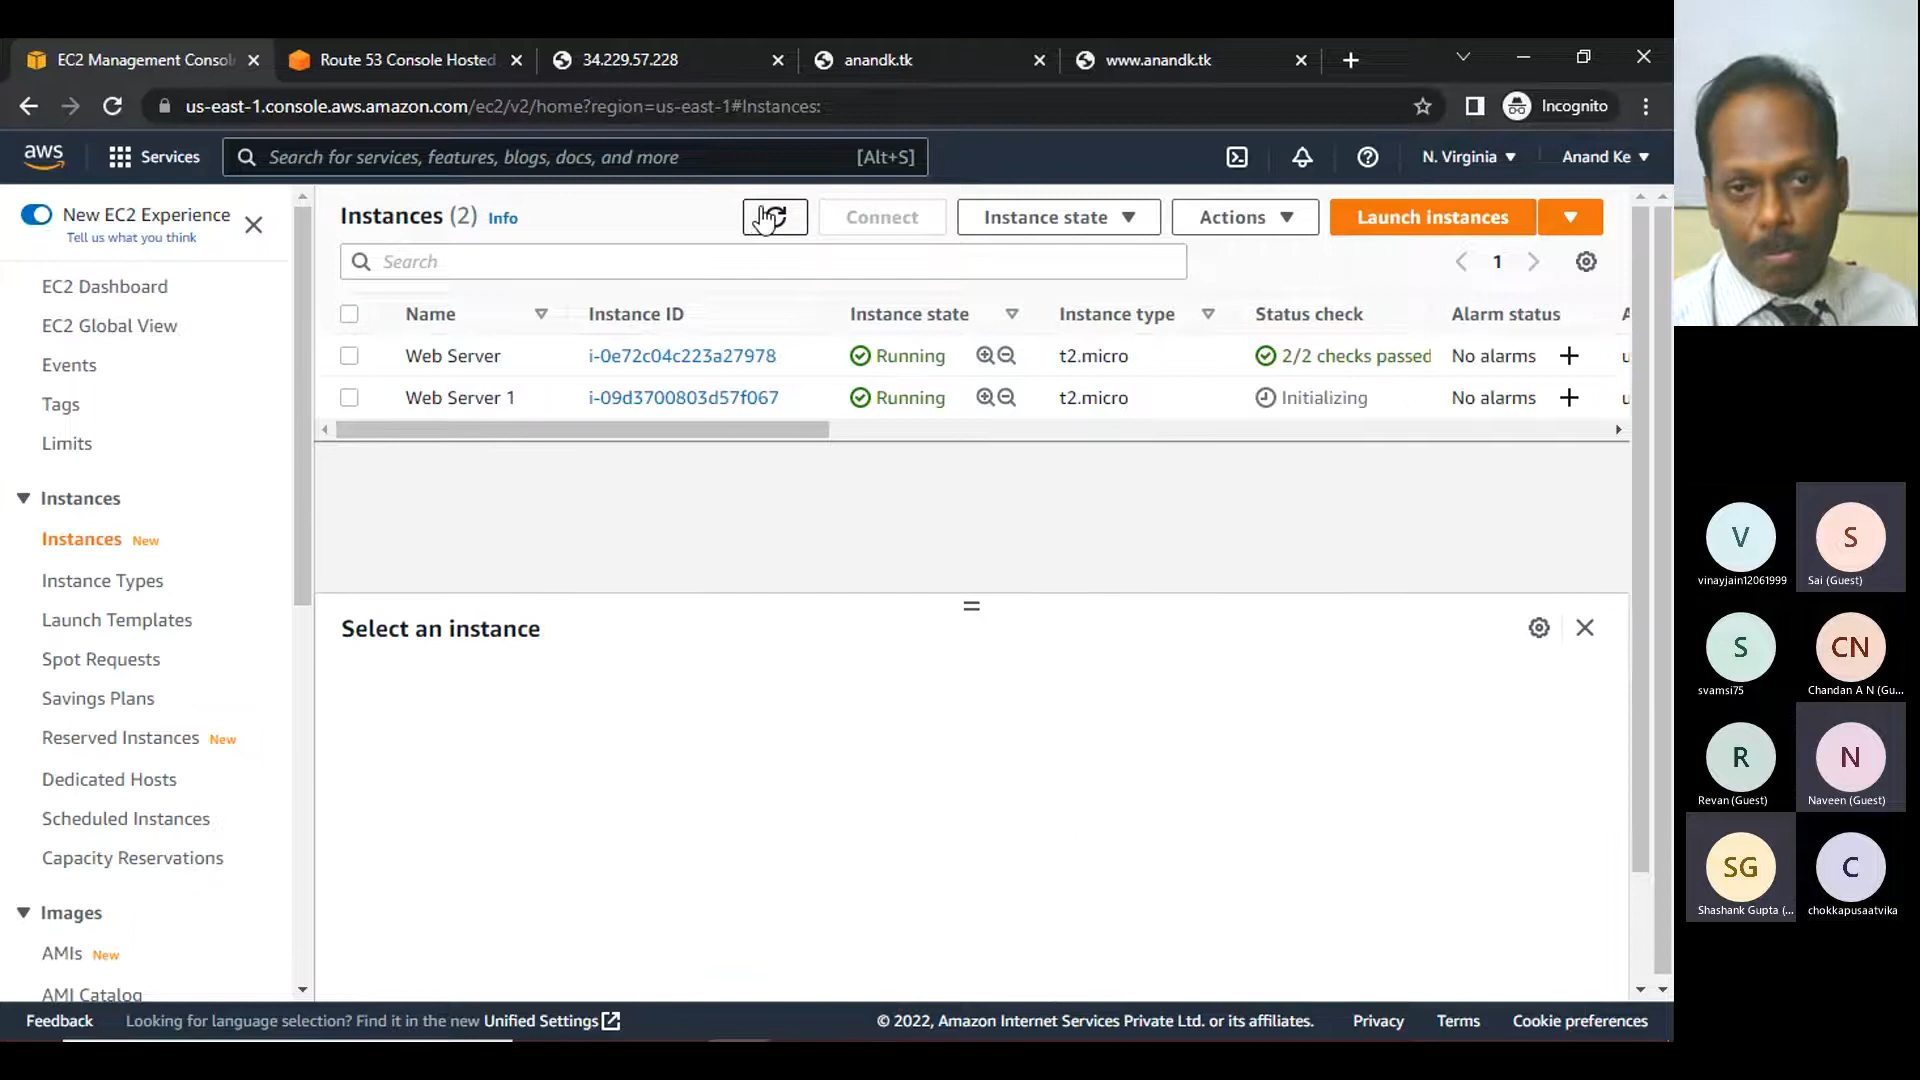 EC2 Management Consol
Route 53 Console Hosted
34.229.57.228
anandk.tk
www.anandk.tk
us-east-1.console.aws.amazon.com/ec2/v2/home?region=us-east-1#Instances:
Incognito
aws
Services
Search for services, features, blogs, docs, and more
[Alt+S]
N. Virginia
Anand Ke
New EC2 Experience
Tell us what you think
EC2 Dashboard
EC2 Global View
Events
Tags
Limits
Instances
Instances New
Instance Types
Launch Templates
Spot Requests
Savings Plans
Reserved Instances New
Dedicated Hosts
Scheduled Instances
Capacity Reservations
Images
AMIs New
AMI Catalog
Instances (2) Info
Connect
Instance state
Actions
Launch instances
Search
1
Name Instance ID Instance state Instance type Status check Alarm status A
Web Server i-0e72c04c223a27978 Running t2.micro 2/2 checks passed No alarms u
Web Server 1 i-09d3700803d57f067 Running t2.micro Initializing No alarms u
Select an instance
Feedback
Looking for language selection? Find it in the new Unified Settings
© 2022, Amazon Internet Services Private Ltd. or its affiliates.
Privacy
Terms
Cookie preferences
V
vinayjain12061999
S
Sai (Guest)
S
svamsi75
CN
Chandan A N (Gu...
R
Revan (Guest)
N
Naveen (Guest)
SG
Shashank Gupta (...
C
chokkapusaatvika